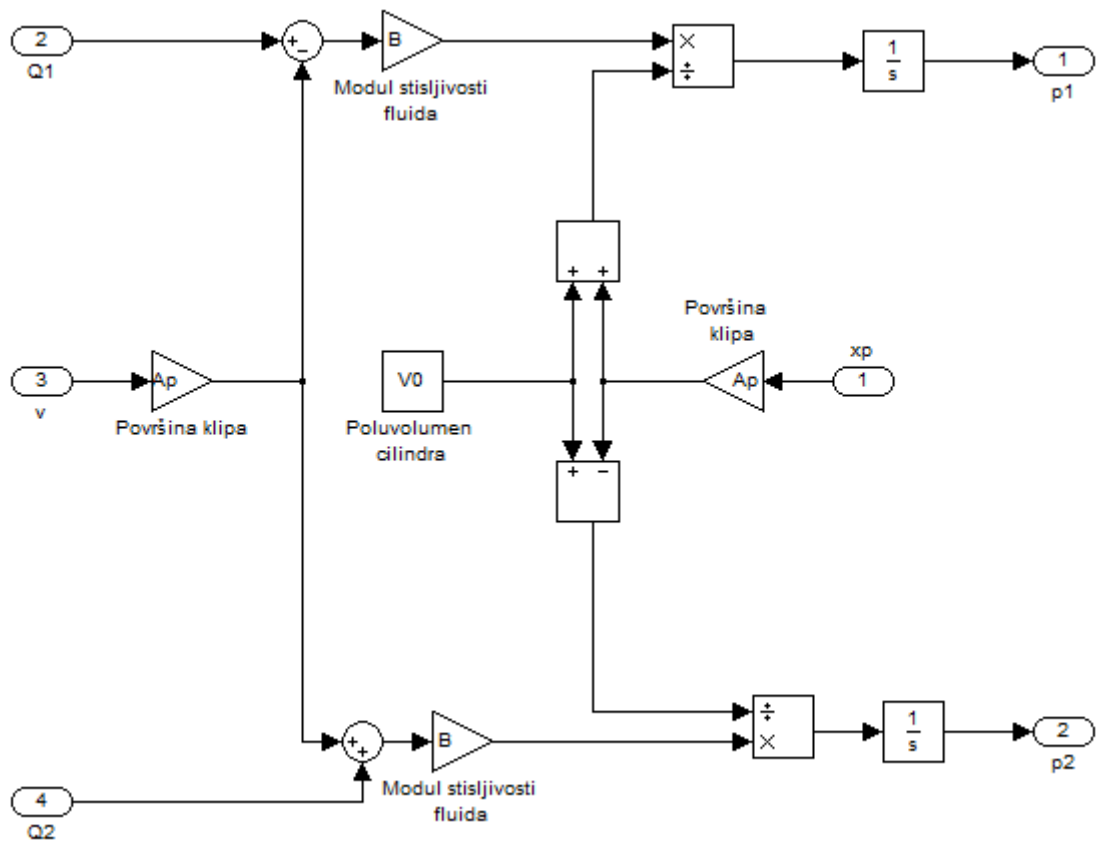 2
Q1
+
−
B
Modul stisljivosti
fluida
×
÷
1
s
1
p1
+ +
Površina
klipa
3
v
Ap
Površina klipa
V0
Poluvolumen
cilindra
Ap
xp
1
+ −
+
+
B
Modul stisljivosti
fluida
÷
×
1
s
2
p2
4
Q2